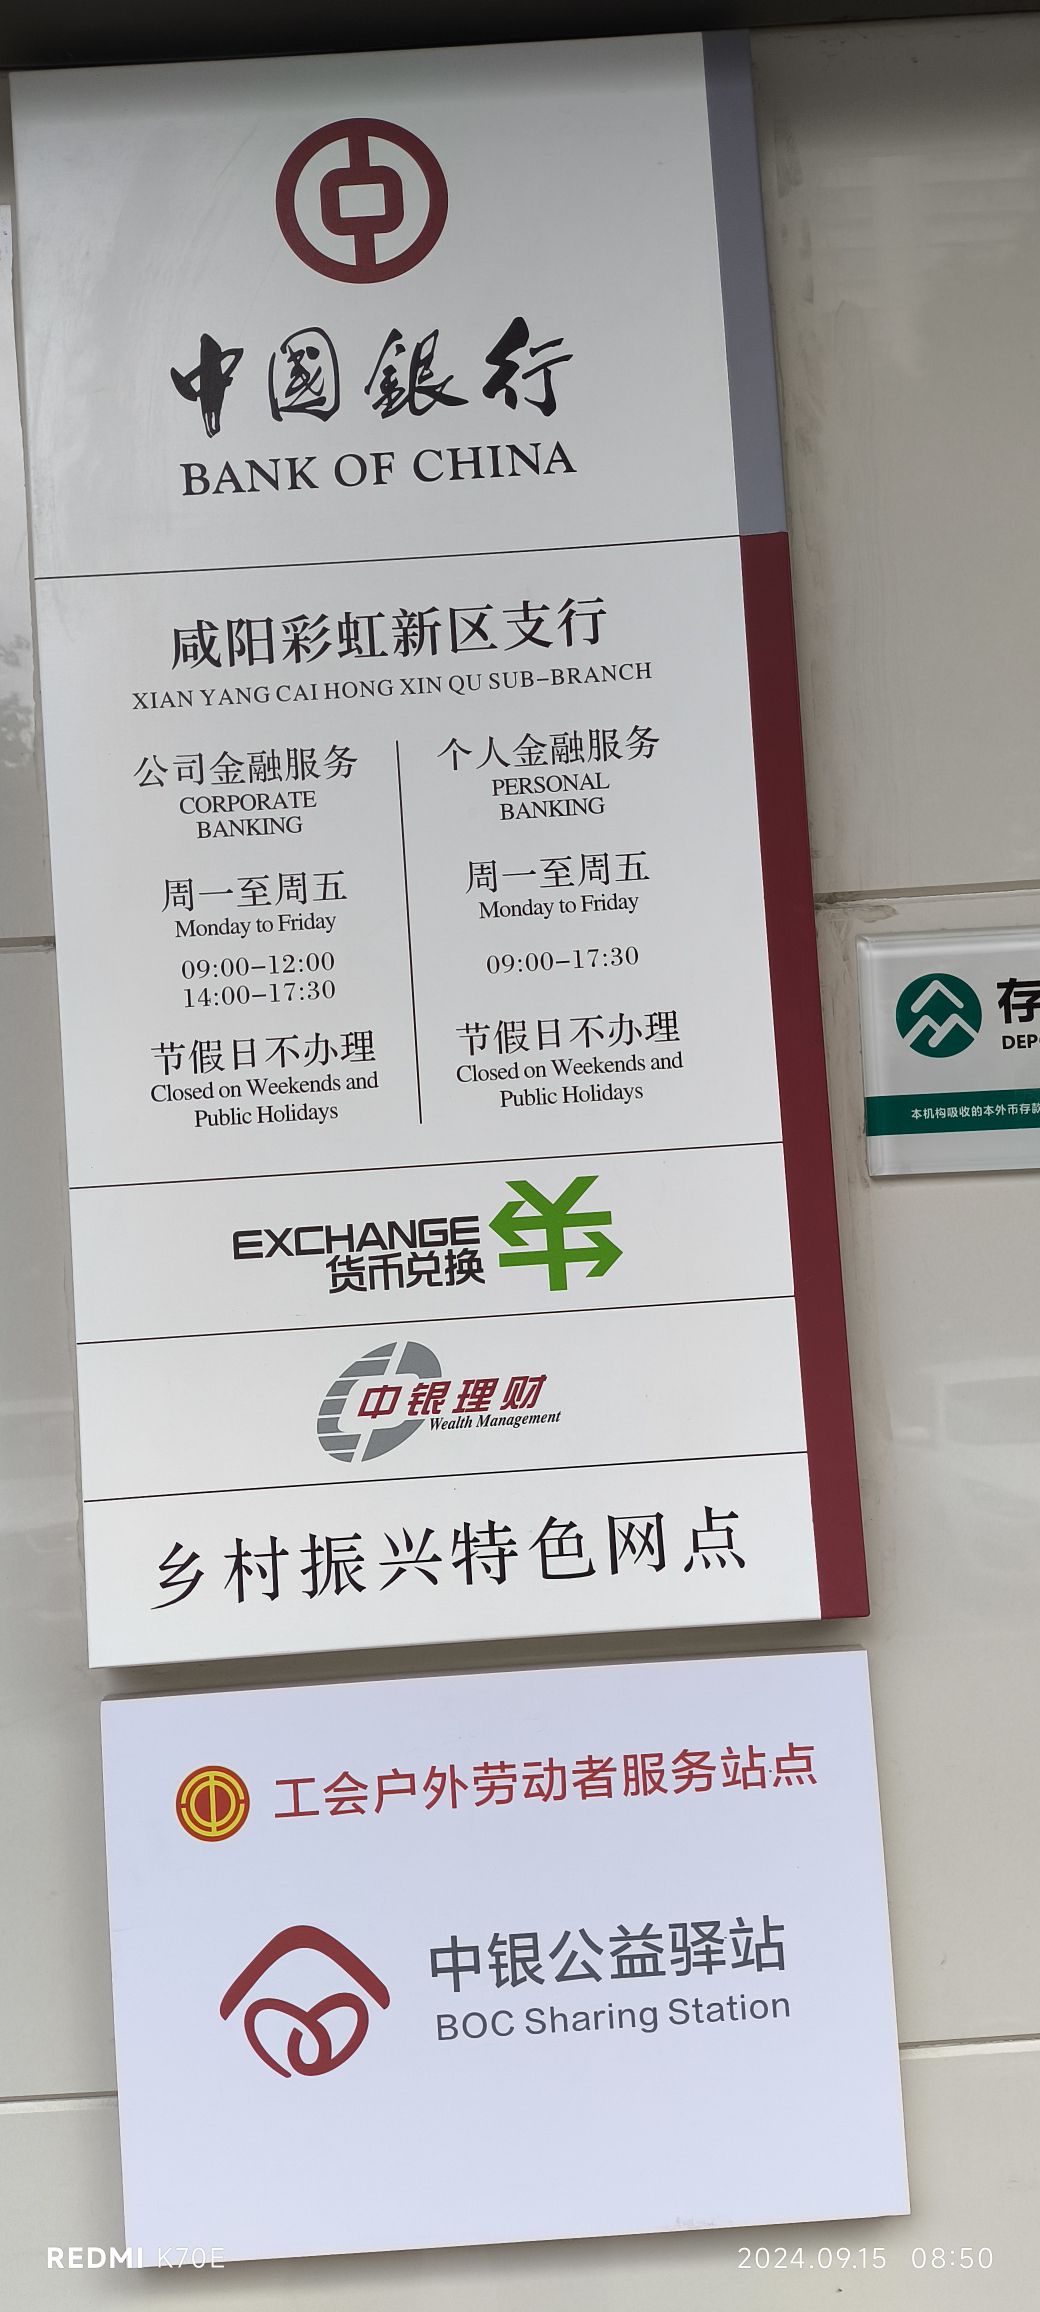 中國銀行
BANK OF CHINA
咸阳彩虹新区支行
XIAN YANG CAI HONG XIN QU SUB-BRANCH
公司金融服务
CORPORATE
BANKING
周一至周五
Monday to Friday
09:00-12:00
14:00-17:30
节假日不办理
Closed on Weekends and
Public Holidays
个人金融服务
PERSONAL
BANKING
周一至周五
Monday to Friday
09:00-17:30
节假日不办理
Closed on Weekends and
Public Holidays
EXCHANGE
货币兑换
中银理财
Wealth Management
乡村振兴特色网点
存
DEP
本机构吸收的本外币存款
工会户外劳动者服务站点
中银公益驿站
BOC Sharing Station
REDMI K70E
2024.09.15 08:50